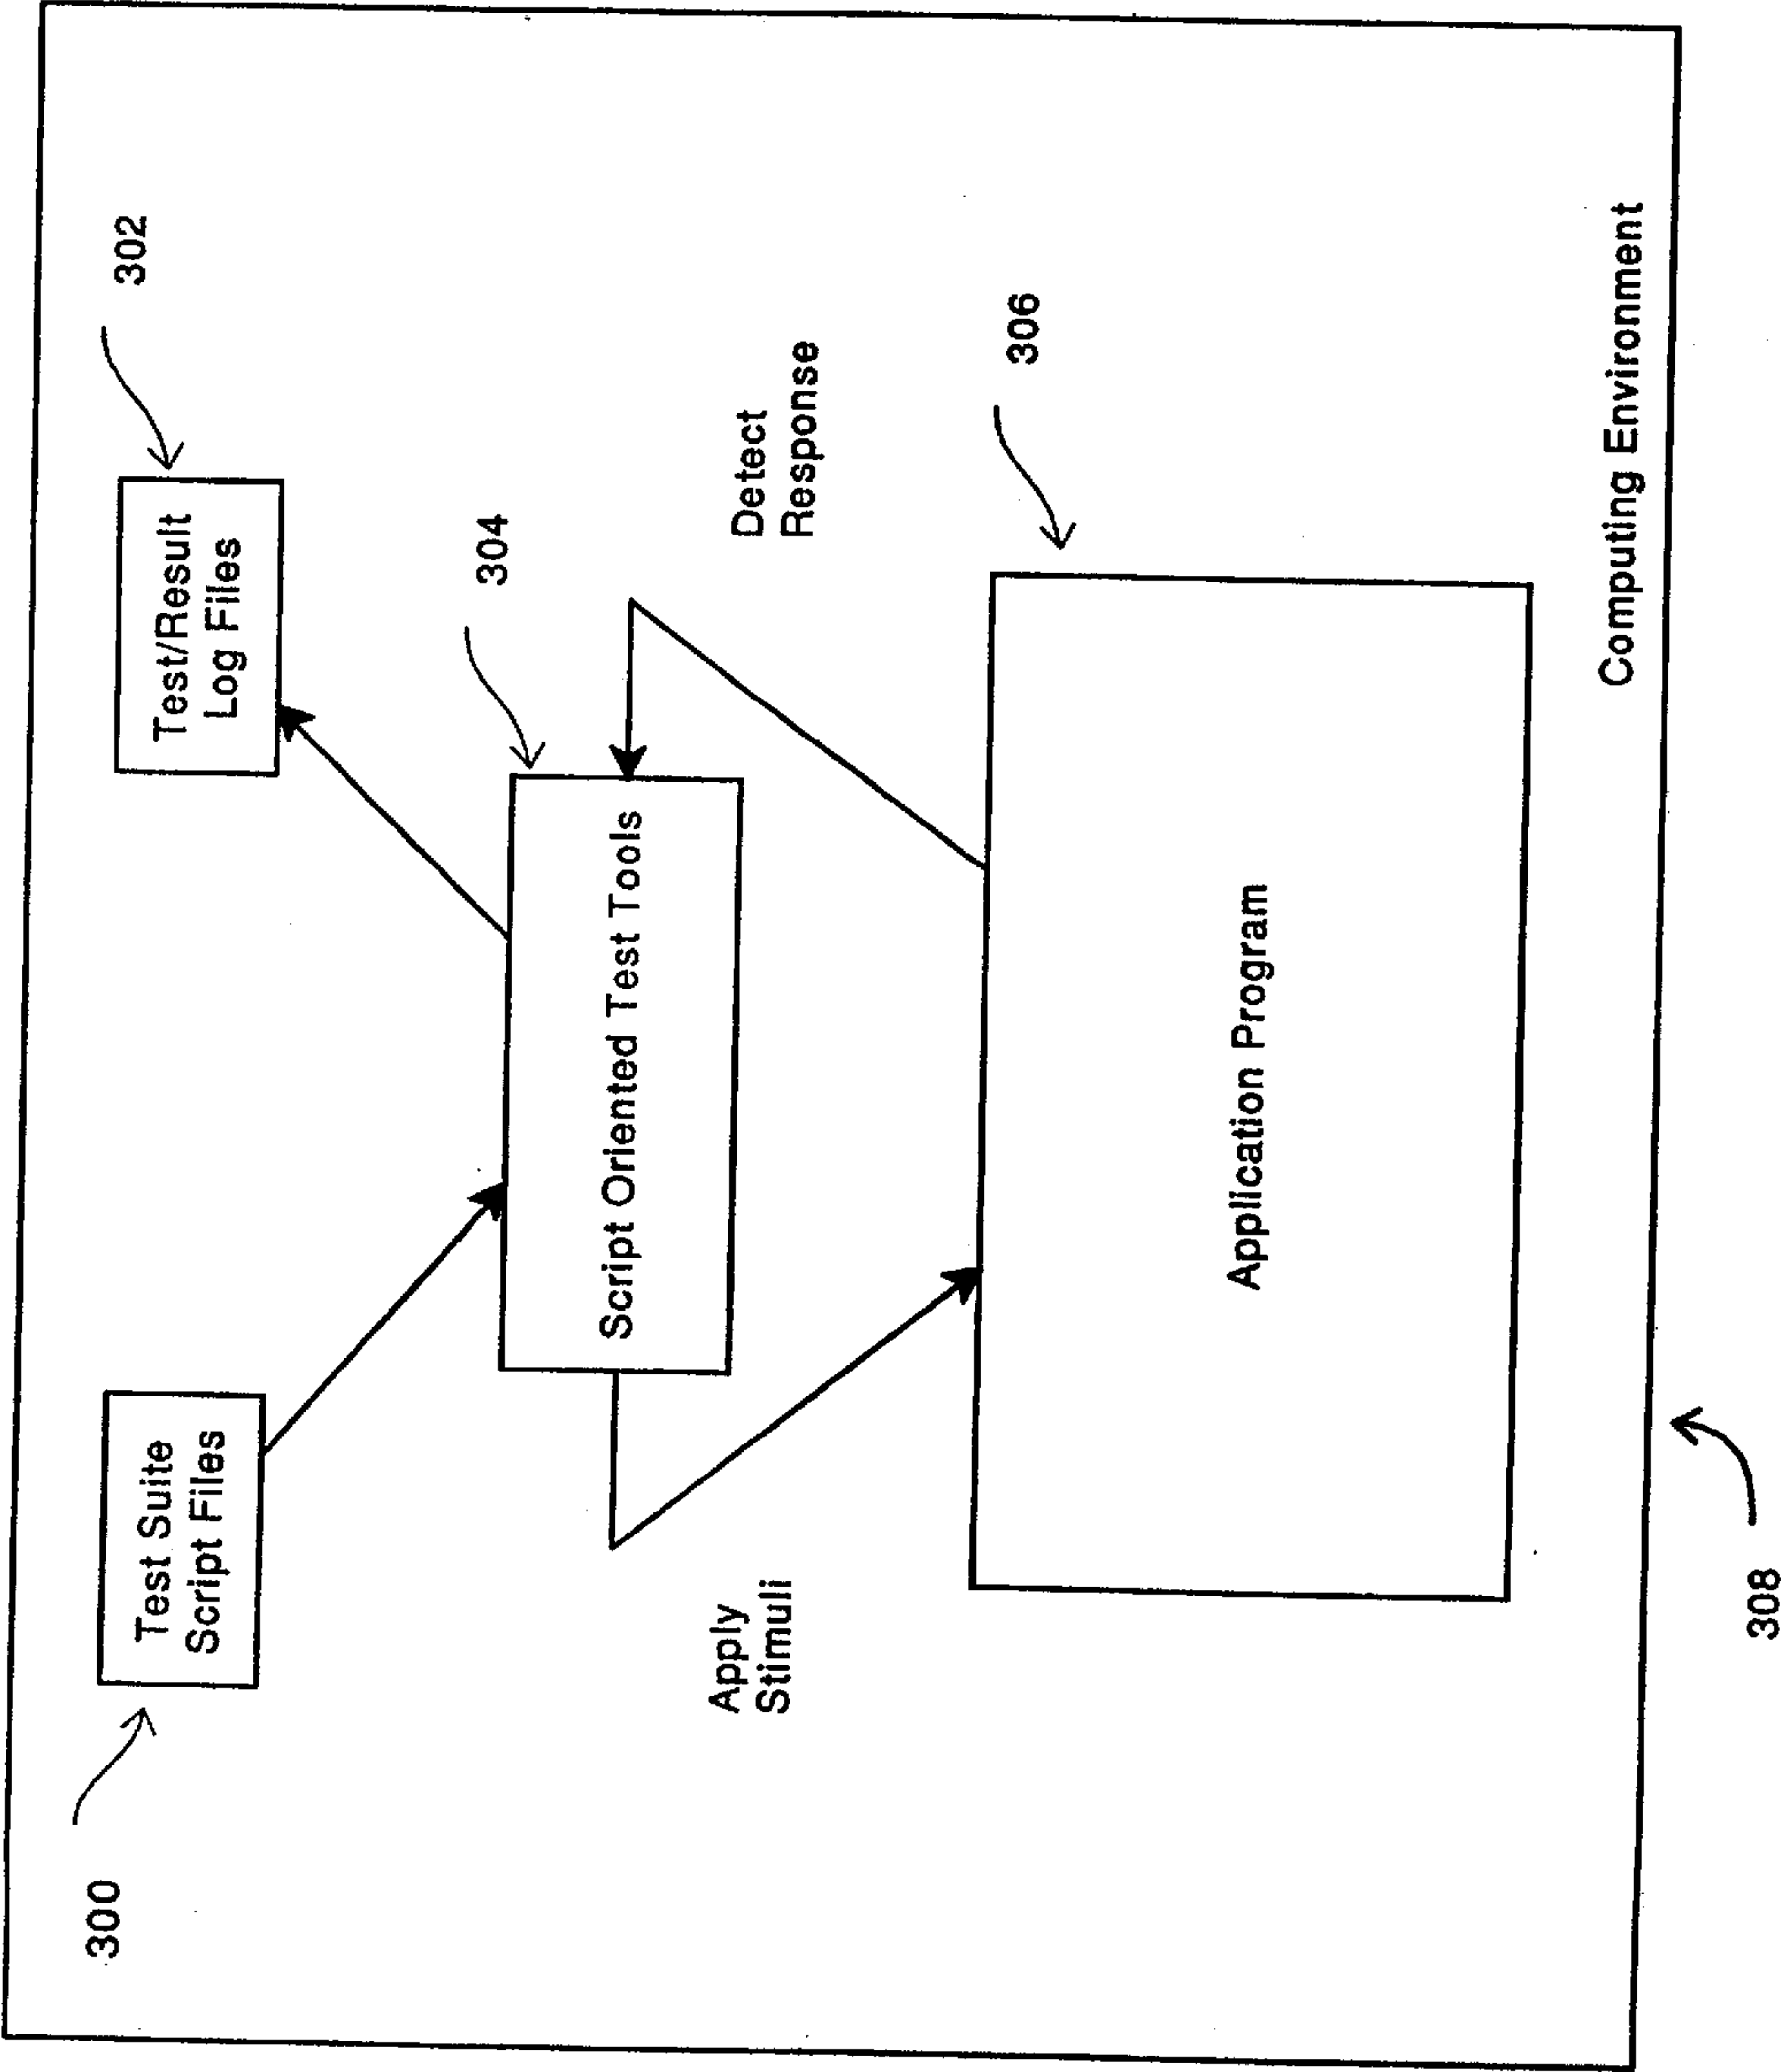 300
Test Suite
Script Files
Test/Result
Log Files
302
304
Script Oriented Test Tools
Apply
Stimuli
Detect
Response
306
Application Program
Computing Environment
308